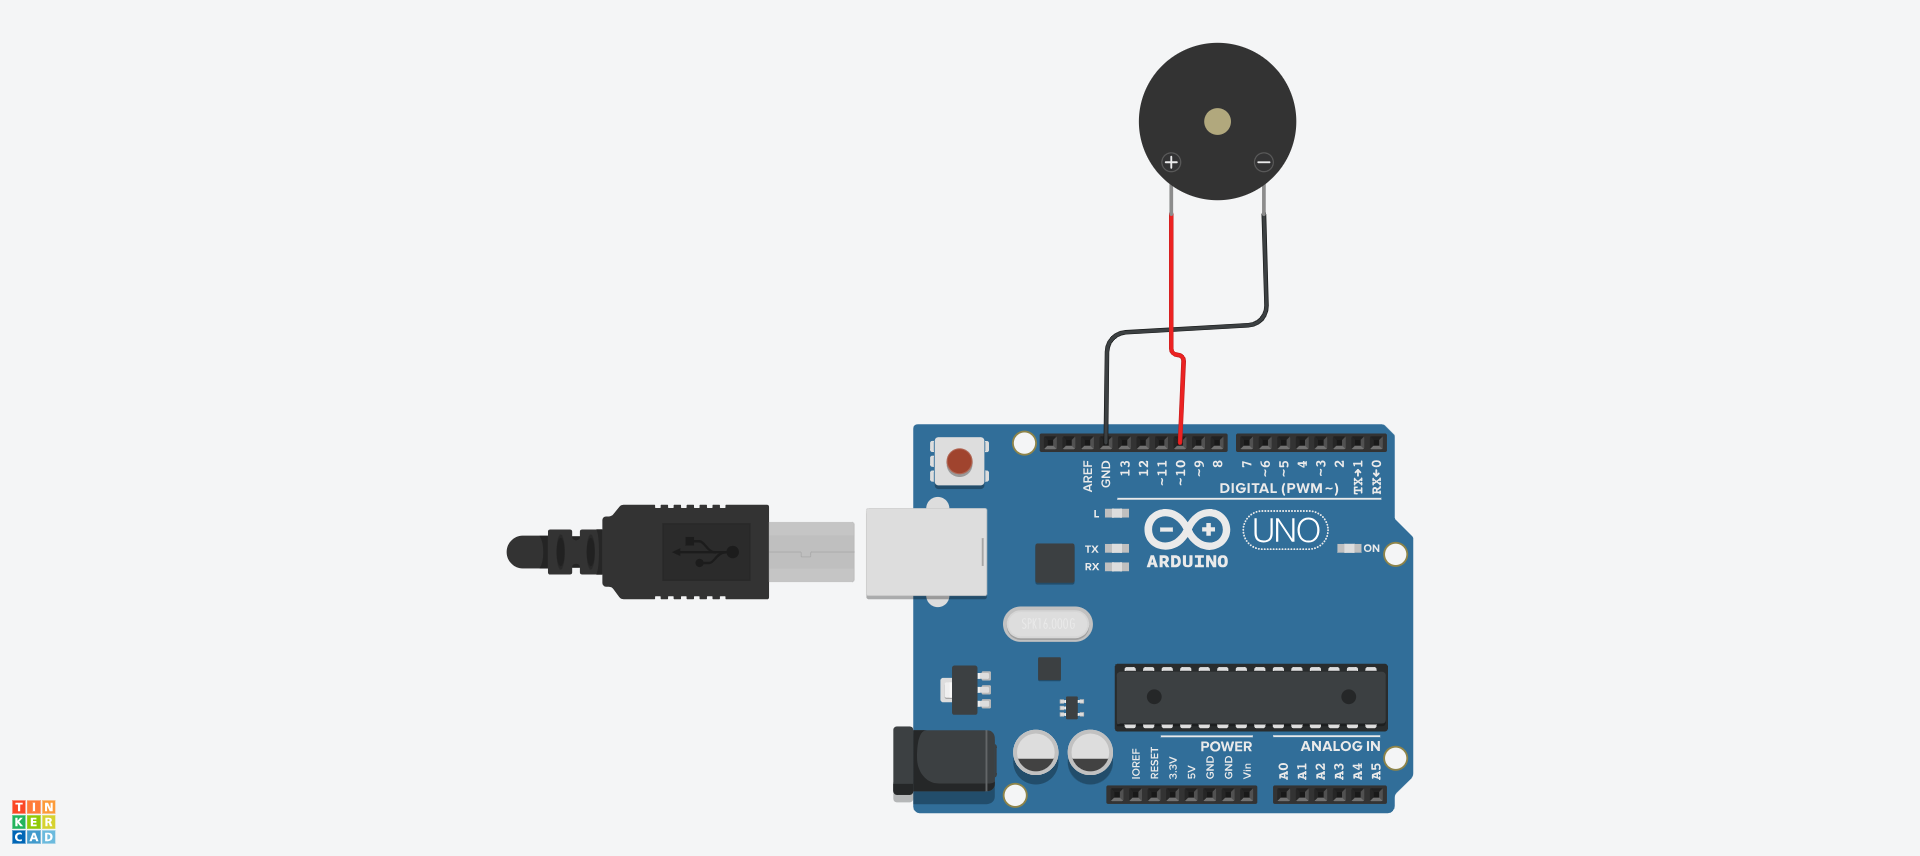 + −
AREF
GND
13
12
~11
~10
~9
8
7
~6
~5
4
~3
2
TX→1
RX←0
DIGITAL (PWM~)
L
TX
RX
ARDUINO
UNO
ON
SPK16.000G
POWER
ANALOG IN
IOREF
RESET
3.3V
5V
GND
GND
Vin
A0
A1
A2
A3
A4
A5
TIN
KER
CAD